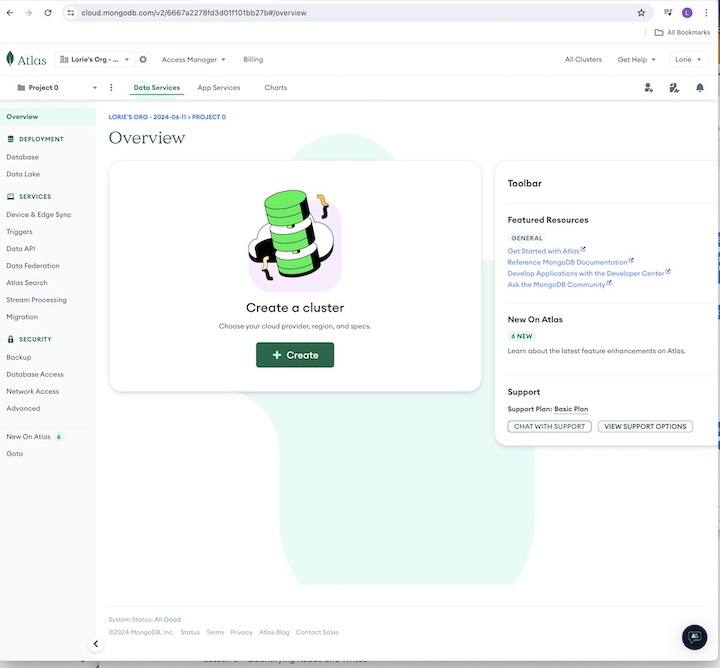 cloud.mongodb.com/v2/6667a2278fd3d01f101bb27b#/overview
L
All Bookmarks
Atlas
Lorie's Org - ...
Access Manager
Billing
All Clusters
Get Help
Lorie
Project 0
Data Services
App Services
Charts
Overview
DEPLOYMENT
Database
Data Lake
SERVICES
Device & Edge Sync
Triggers
Data API
Data Federation
Atlas Search
Stream Processing
Migration
SECURITY
Backup
Database Access
Network Access
Advanced
New On Atlas 6
Goto
LORIE'S ORG - 2024-06-11 > PROJECT 0
Overview
Create a cluster
Choose your cloud provider, region, and specs.
+ Create
Toolbar
Featured Resources
GENERAL
Get Started with Atlas
Reference MongoDB Documentation
Develop Applications with the Developer Center
Ask the MongoDB Community
New On Atlas
6 NEW
Learn about the latest feature enhancements on Atlas.
Support
Support Plan: Basic Plan
CHAT WITH SUPPORT
VIEW SUPPORT OPTIONS
System Status: All Good
©2024 MongoDB, Inc. Status Terms Privacy Atlas Blog Contact Sales